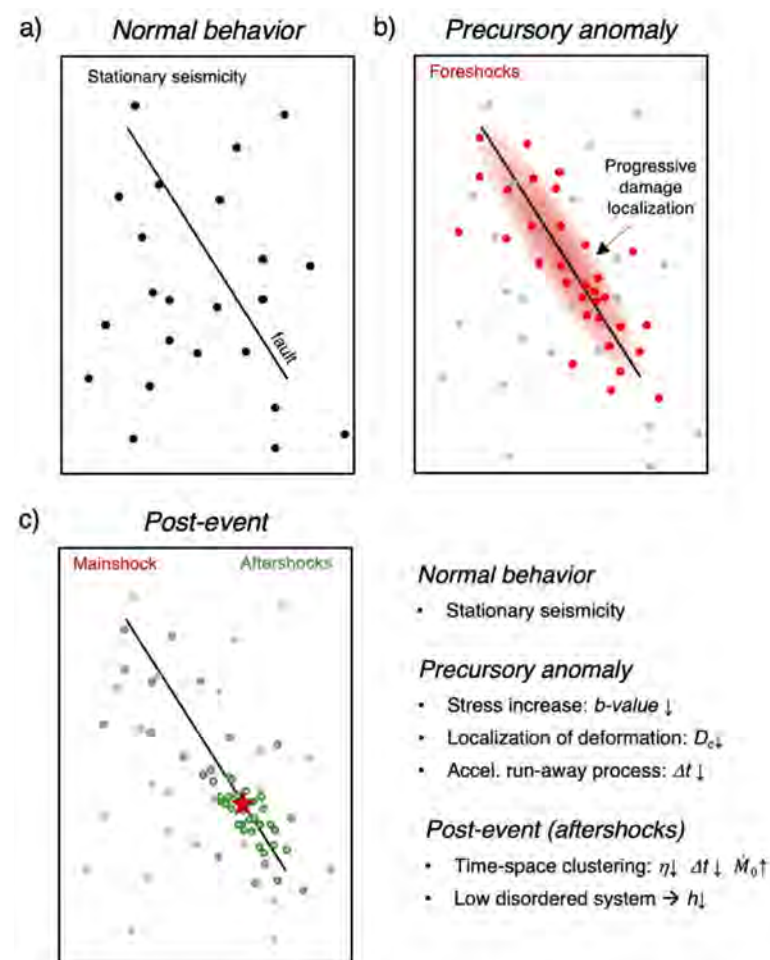 a) Normal behavior
Stationary seismicity
fault
b) Precursory anomaly
Foreshocks
Progressive
damage
localization
c) Post-event
Mainshock Aftershocks
Normal behavior
• Stationary seismicity
Precursory anomaly
• Stress increase: b-value ↓
• Localization of deformation: D_c↓
• Accel. run-away process: Δt ↓
Post-event (aftershocks)
• Time-space clustering: η↓ Δt ↓ Ṁ₀↑
• Low disordered system → h↓